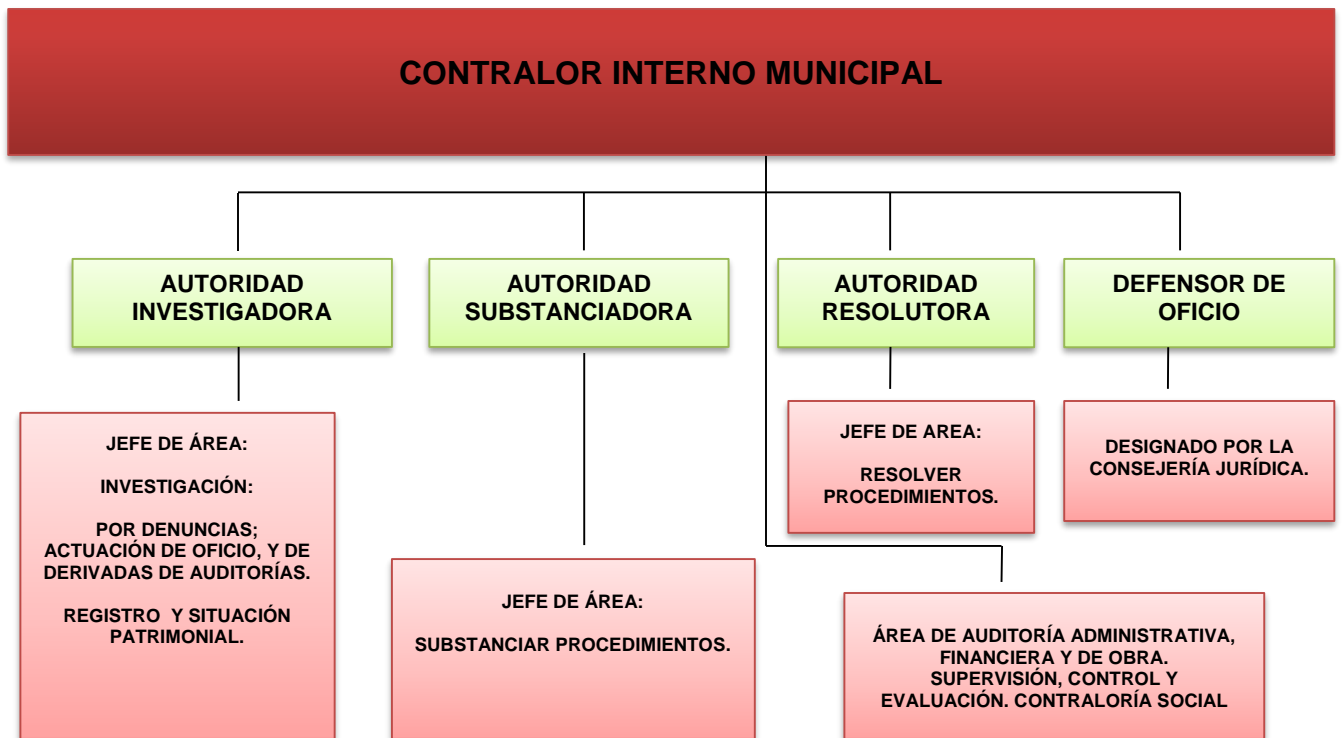 CONTRALOR INTERNO MUNICIPAL
AUTORIDAD
INVESTIGADORA
AUTORIDAD
SUBSTANCIADORA
AUTORIDAD
RESOLUTORA
DEFENSOR DE
OFICIO
JEFE DE ÁREA:
INVESTIGACIÓN:
POR DENUNCIAS;
ACTUACIÓN DE OFICIO, Y DE
DERIVADAS DE AUDITORÍAS.
REGISTRO Y SITUACIÓN
PATRIMONIAL.
JEFE DE ÁREA:
SUBSTANCIAR PROCEDIMIENTOS.
JEFE DE AREA:
RESOLVER
PROCEDIMIENTOS.
DESIGNADO POR LA
CONSEJERÍA JURÍDICA.
ÁREA DE AUDITORÍA ADMINISTRATIVA,
FINANCIERA Y DE OBRA.
SUPERVISIÓN, CONTROL Y
EVALUACIÓN. CONTRALORÍA SOCIAL